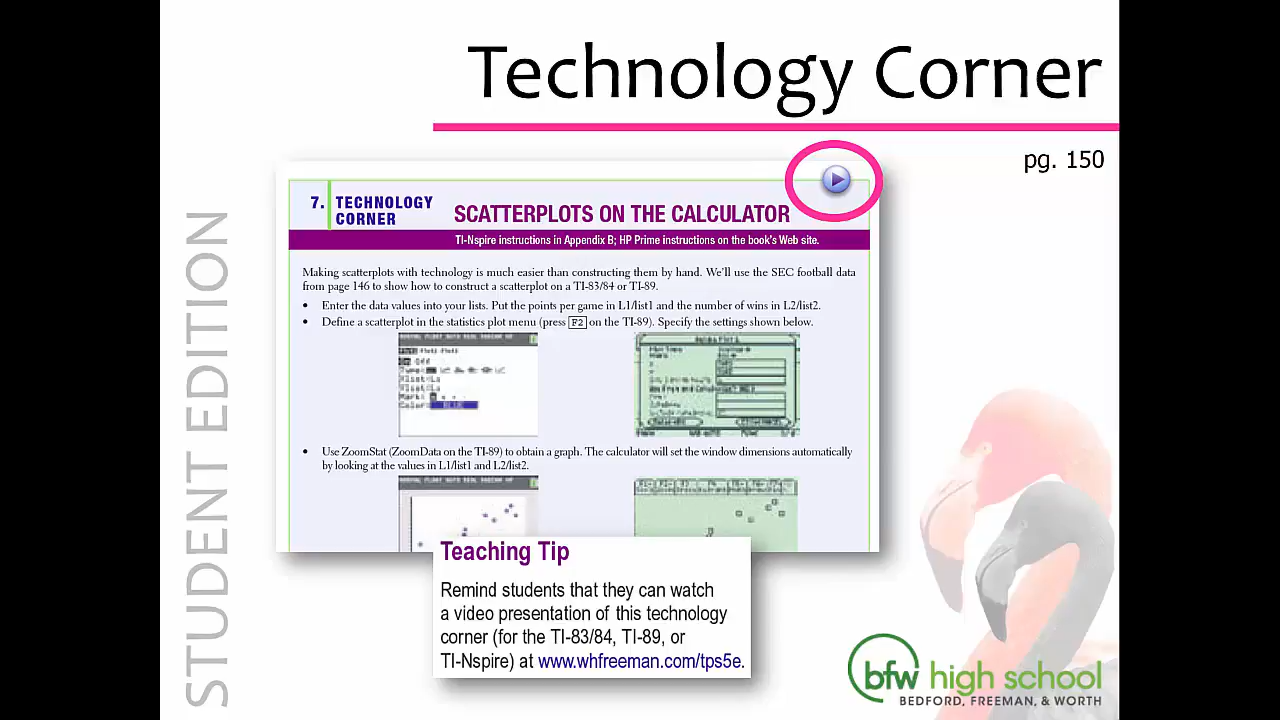 Technology Corner
pg. 150
STUDENT EDITION
7. TECHNOLOGY
CORNER
SCATTERPLOTS ON THE CALCULATOR
TI-Nspire instructions in Appendix B; HP Prime instructions on the book's Web site.
Making scatterplots with technology is much easier than constructing them by hand. We'll use the SEC football data
from page 146 to show how to construct a scatterplot on a TI-83/84 or TI-89.
• Enter the data values into your lists. Put the points per game in L1/list1 and the number of wins in L2/list2.
• Define a scatterplot in the statistics plot menu (press F2 on the TI-89). Specify the settings shown below.
• Use ZoomStat (ZoomData on the TI-89) to obtain a graph. The calculator will set the window dimensions automatically
by looking at the values in L1/list1 and L2/list2.
Teaching Tip
Remind students that they can watch
a video presentation of this technology
corner (for the TI-83/84, TI-89, or
TI-Nspire) at www.whfreeman.com/tps5e.
bfw high school
BEDFORD, FREEMAN, & WORTH